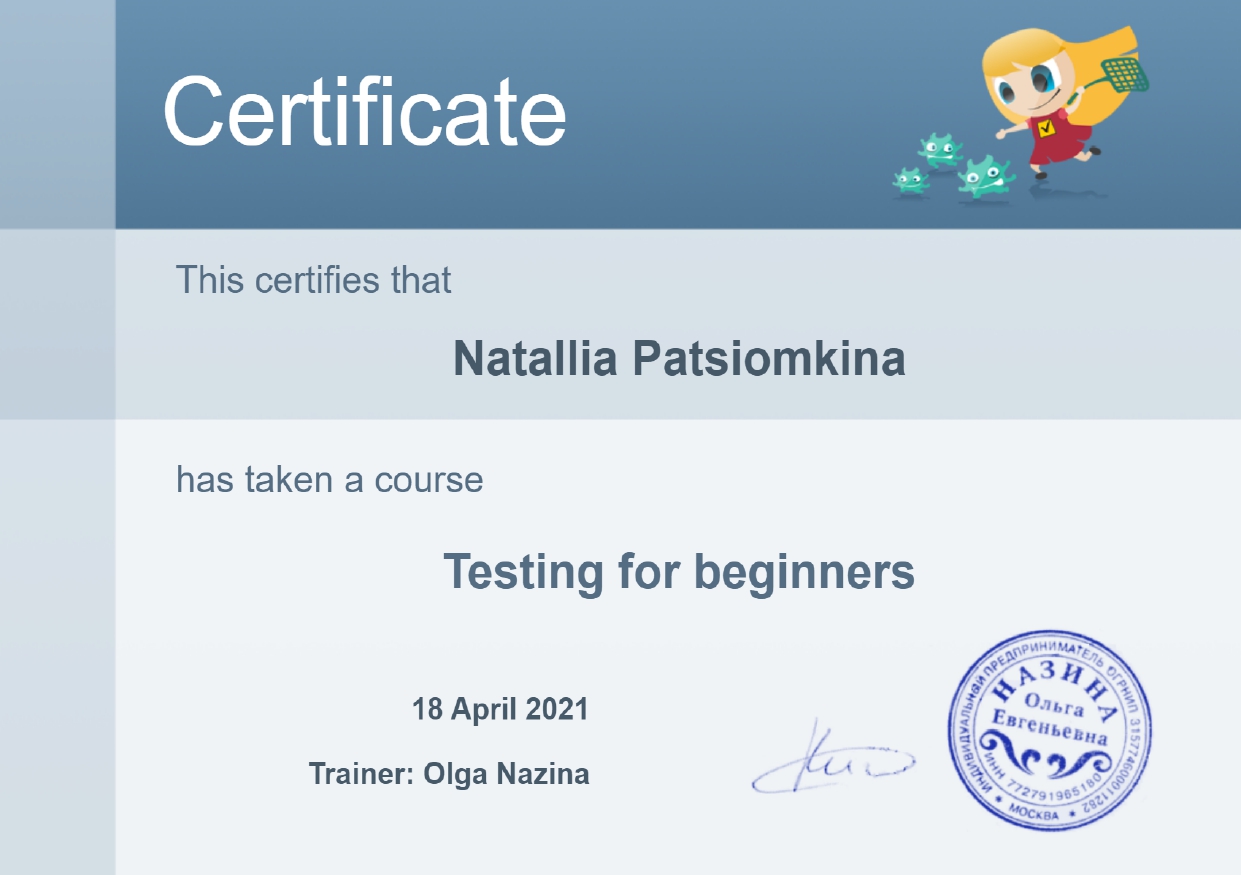 Certificate
This certifies that
Natallia Patsiomkina
has taken a course
Testing for beginners
18 April 2021
Trainer: Olga Nazina
ИНДИВИДУАЛЬНЫЙ ПРЕДПРИНИМАТЕЛЬ ОГРНИП 315774600011282
НАЗИНА
Ольга
Евгеньевна
ИНН 772791965180
* МОСКВА *